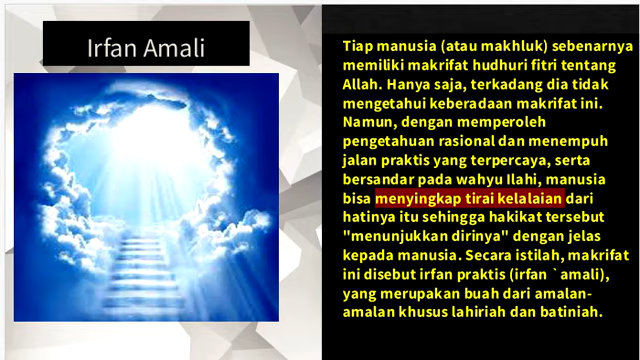 Irfan Amali
Tiap manusia (atau makhluk) sebenarnya
memiliki makrifat hudhuri fitri tentang
Allah. Hanya saja, terkadang dia tidak
mengetahui keberadaan makrifat ini.
Namun, dengan memperoleh
pengetahuan rasional dan menempuh
jalan praktis yang terpercaya, serta
bersandar pada wahyu Ilahi, manusia
bisa menyingkap tirai kelalaian dari
hatinya itu sehingga hakikat tersebut
"menunjukkan dirinya" dengan jelas
kepada manusia. Secara istilah, makrifat
ini disebut irfan praktis (irfan `amali),
yang merupakan buah dari amalan-
amalan khusus lahiriah dan batiniah.